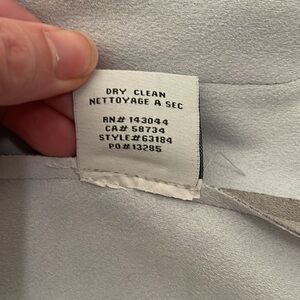 DRY CLEAN
NETTOYAGE A SEC
RN# 143044
CA# 58734
STYLE#63184
PO#13285